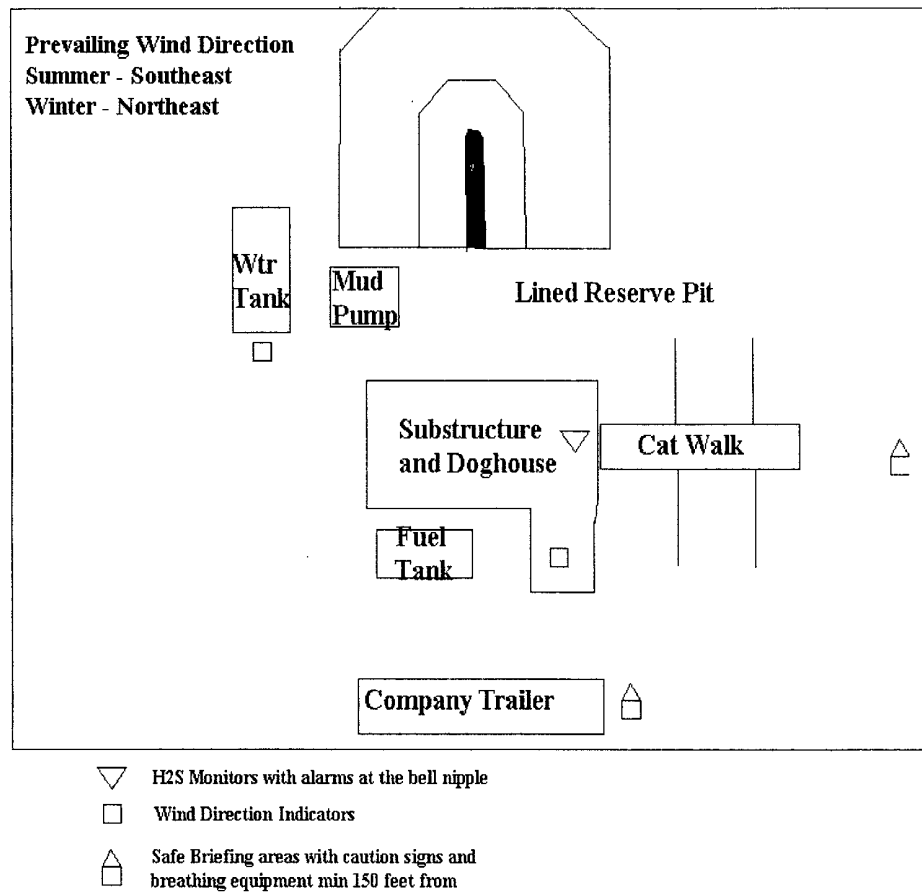 Prevailing Wind Direction
Summer - Southeast
Winter - Northeast
Wtr
Tank
Mud
Pump
Lined Reserve Pit
Substructure
and Doghouse
Cat Walk
Fuel
Tank
Company Trailer
H2S Monitors with alarms at the bell nipple
Wind Direction Indicators
Safe Briefing areas with caution signs and
breathing equipment min 150 feet from